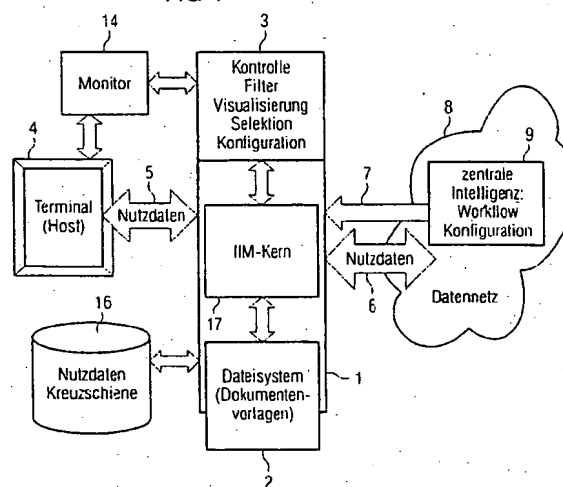 14
3
Monitor
Kontrolle
Filter
Visualisierung
Selektion
Konfiguration
8
9
4
5
7
zentrale
Intelligenz:
Workflow
Konfiguration
Terminal
(Host)
Nutzdaten
IIM-Kern
Nutzdaten
6
Datennetz
17
16
Nutzdaten
Kreuzschiene
Dateisystem
(Dokumenten-
vorlagen)
1
2